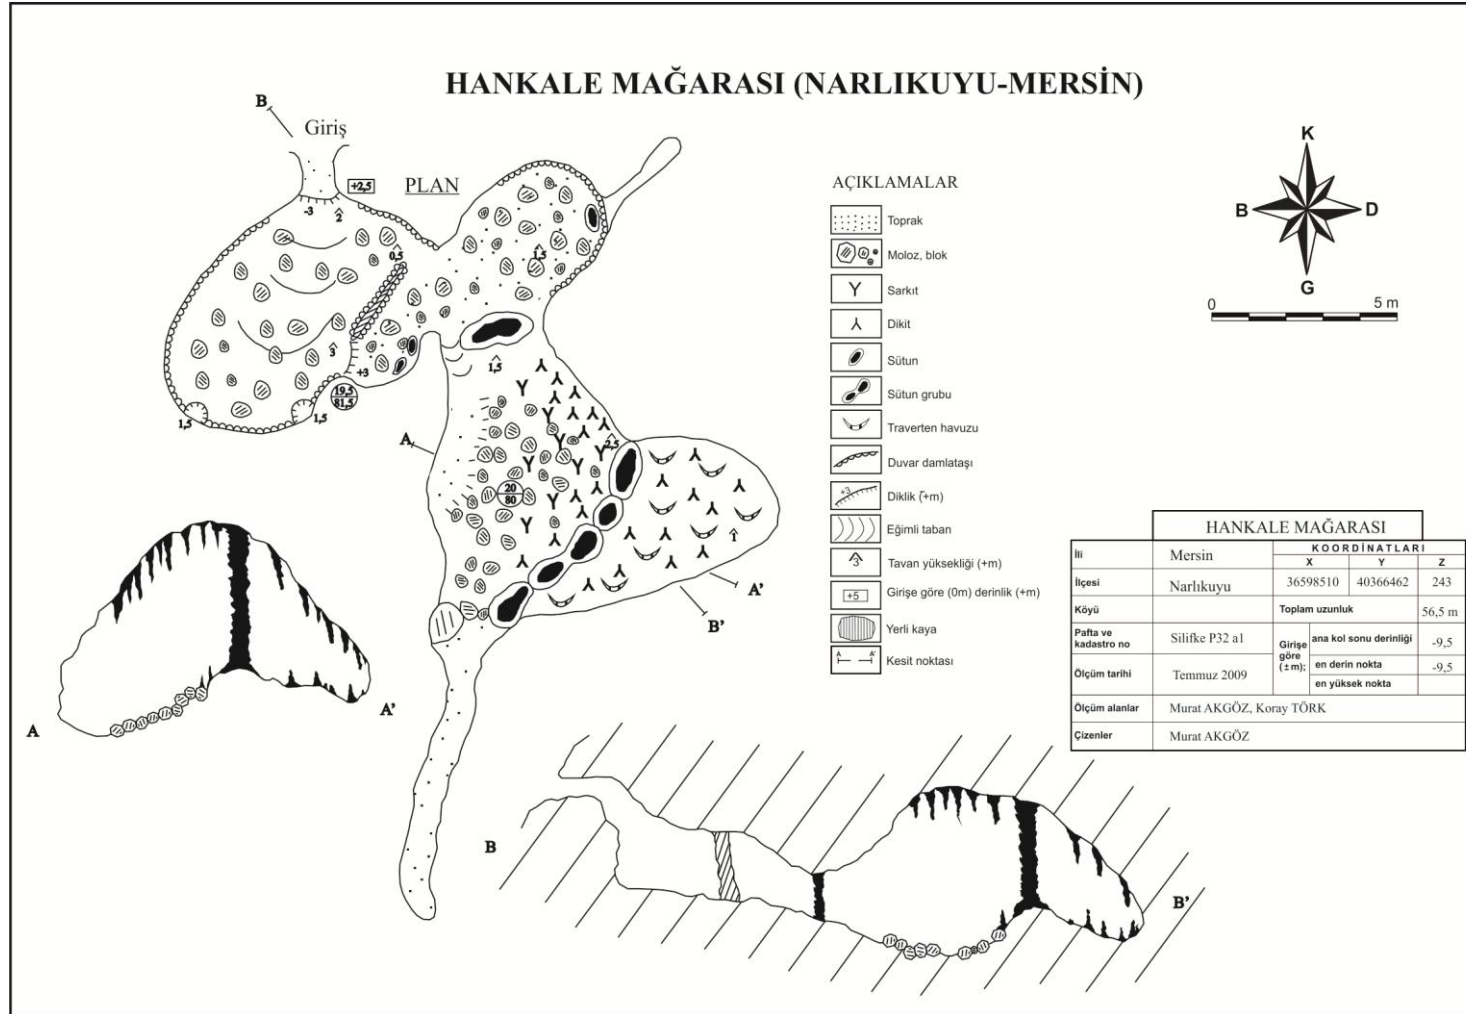 HANKALE MAĞARASI (NARLIKUYU-MERSİN)
B
Giriş
+2,5
PLAN
-3
2
0,5
1,5
3
+3
19,5
81,5
1,5
1,5
1,5
A
2,5
20
80
1
A'
B'
A
A'
B
B'
AÇIKLAMALAR
Toprak
Moloz, blok
Sarkıt
Dikit
Sütun
Sütun grubu
Traverten havuzu
Duvar damlataşı
+3
Diklik (+m)
Eğimli taban
3
Tavan yüksekliği (+m)
+5
Girişe göre (0m) derinlik (+m)
Yerli kaya
A A'
Kesit noktası
K
B D
G
0 5 m
HANKALE MAĞARASI
İli Mersin KOORDİNATLARI
X Y Z
İlçesi Narlıkuyu 36598510 40366462 243
Köyü Toplam uzunluk 56,5 m
Pafta ve kadastro no Silifke P32 a1 Girişe göre (±m); ana kol sonu derinliği -9,5
Ölçüm tarihi Temmuz 2009 en derin nokta -9,5
en yüksek nokta
Ölçüm alanlar Murat AKGÖZ, Koray TÖRK
Çizenler Murat AKGÖZ